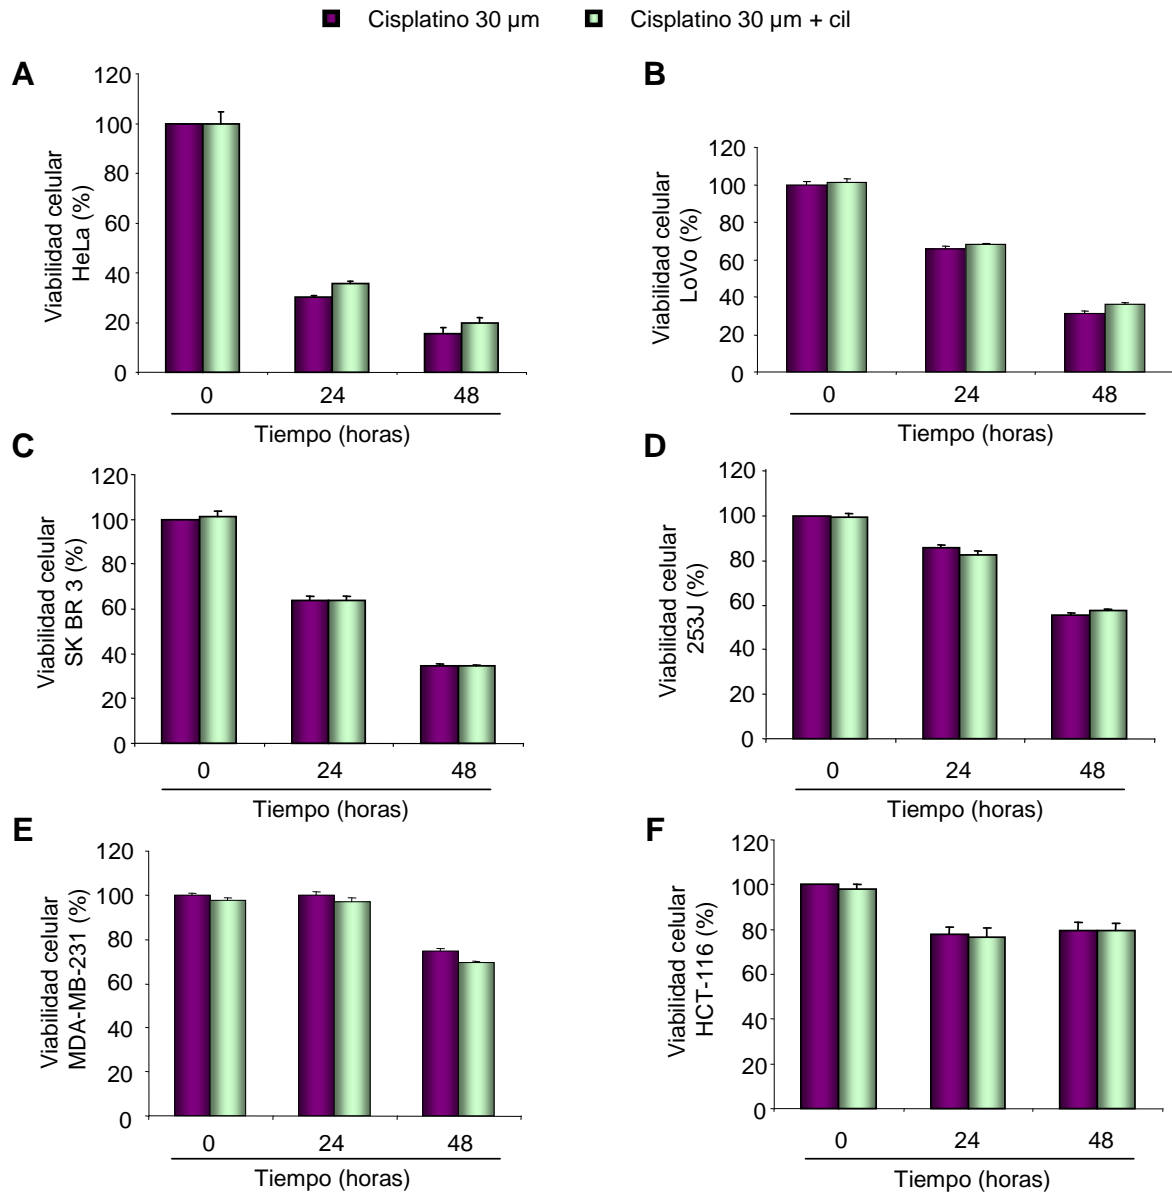 Cisplatino 30 µm
Cisplatino 30 µm + cil
A
120
100
80
60
40
20
0
Viabilidad celular
HeLa (%)
0 24 48
Tiempo (horas)
B
120
100
80
60
40
20
0
Viabilidad celular
LoVo (%)
0 24 48
Tiempo (horas)
C
120
100
80
60
40
20
0
Viabilidad celular
SK BR 3 (%)
0 24 48
Tiempo (horas)
D
120
100
80
60
40
20
0
Viabilidad celular
253J (%)
0 24 48
Tiempo (horas)
E
120
100
80
60
40
20
0
Viabilidad celular
MDA-MB-231 (%)
0 24 48
Tiempo (horas)
F
120
100
80
60
40
20
0
Viabilidad celular
HCT-116 (%)
0 24 48
Tiempo (horas)